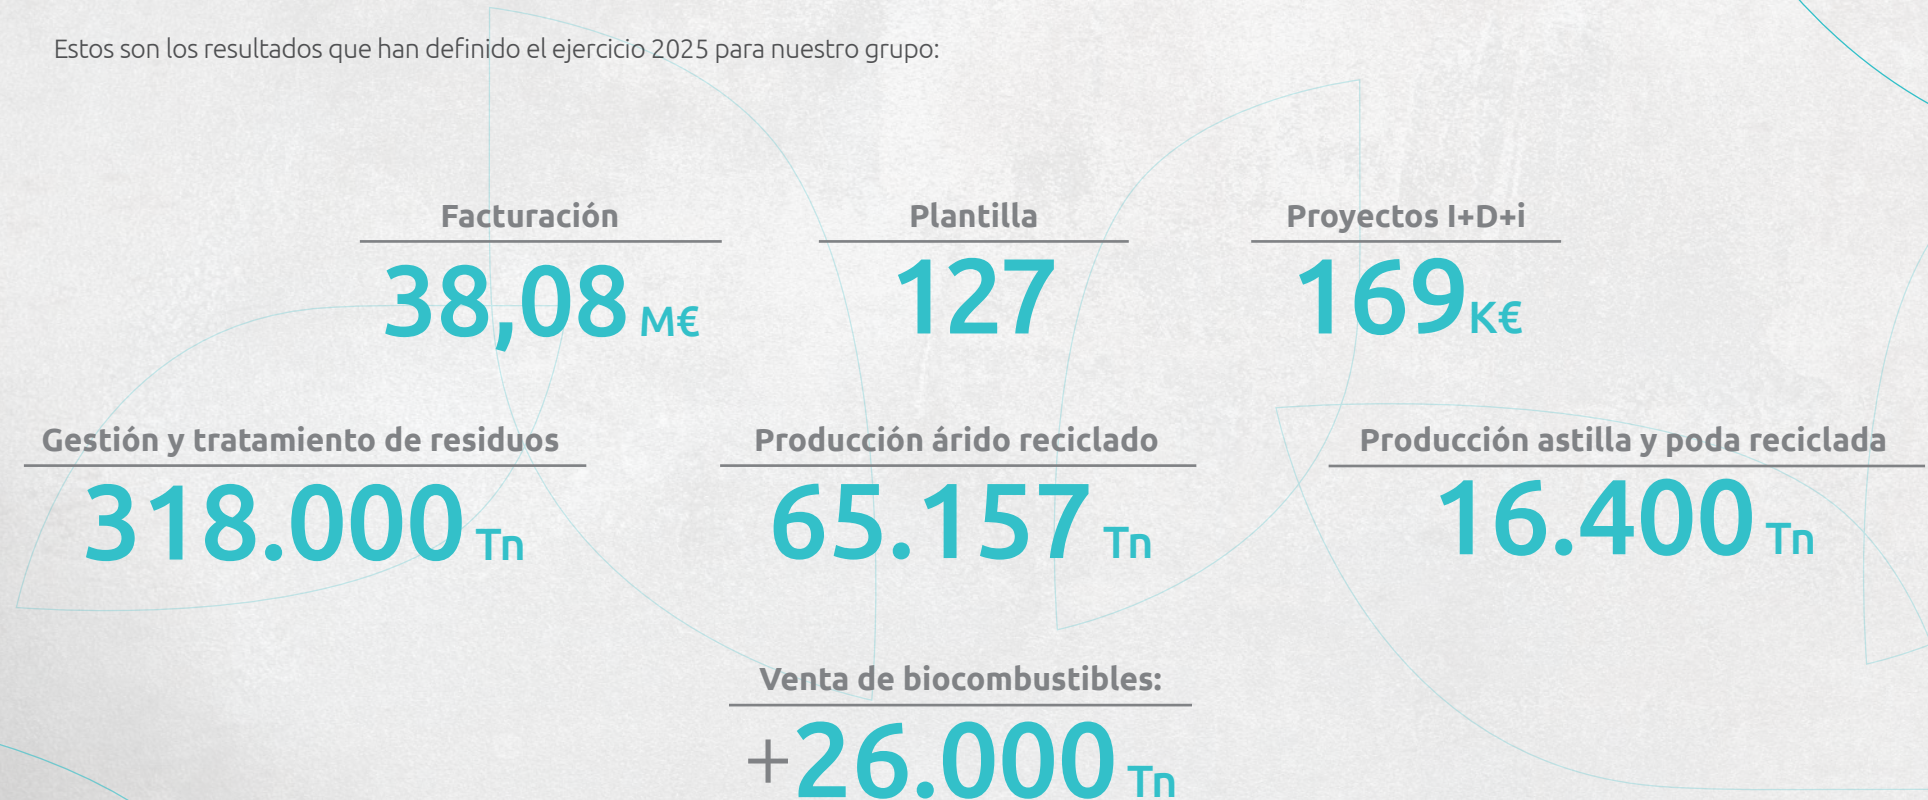 Estos son los resultados que han definido el ejercicio 2025 para nuestro grupo:
Facturación
38,08 M€
Plantilla
127
Proyectos I+D+i
169K€
Gestión y tratamiento de residuos
318.000 Tn
Producción árido reciclado
65.157 Tn
Producción astilla y poda reciclada
16.400 Tn
Venta de biocombustibles:
+26.000 Tn